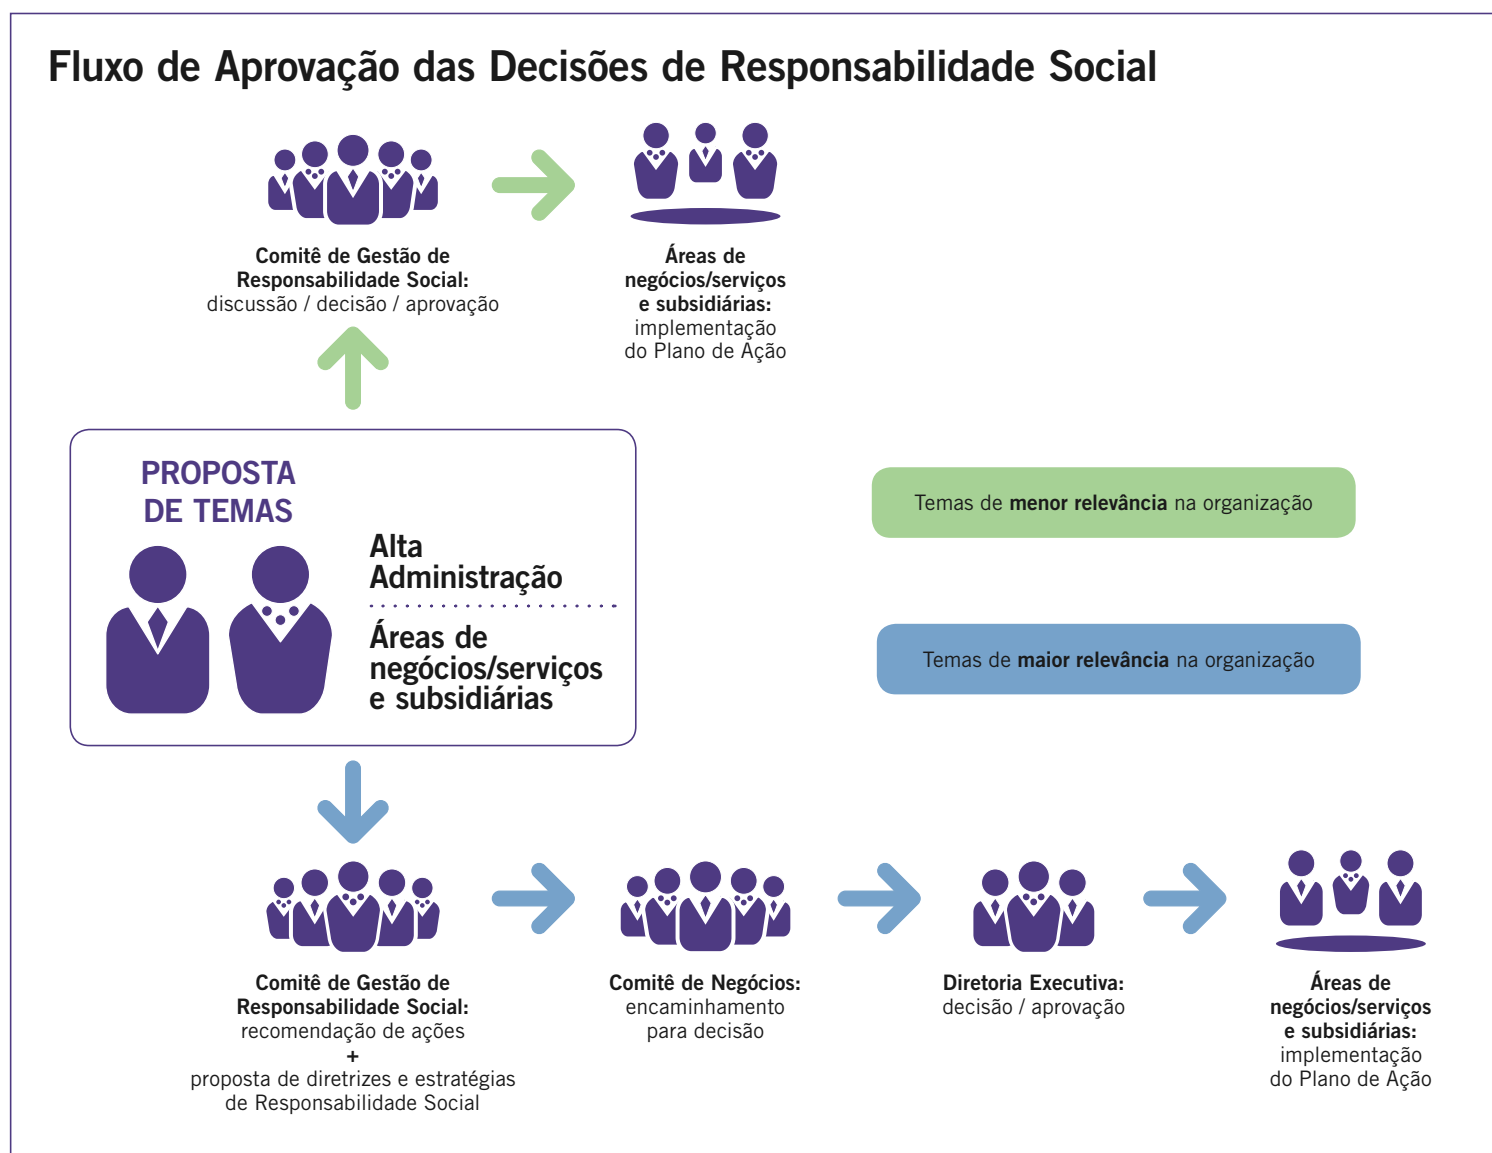 Fluxo de Aprovação das Decisões de Responsabilidade Social
Comitê de Gestão de
Responsabilidade Social:
discussão / decisão / aprovação
Áreas de
negócios/serviços
e subsidiárias:
implementação
do Plano de Ação
PROPOSTA
DE TEMAS
Alta
Administração
Áreas de
negócios/serviços
e subsidiárias
Temas de menor relevância na organização
Temas de maior relevância na organização
Comitê de Gestão de
Responsabilidade Social:
recomendação de ações
+
proposta de diretrizes e estratégias
de Responsabilidade Social
Comitê de Negócios:
encaminhamento
para decisão
Diretoria Executiva:
decisão / aprovação
Áreas de
negócios/serviços
e subsidiárias:
implementação
do Plano de Ação